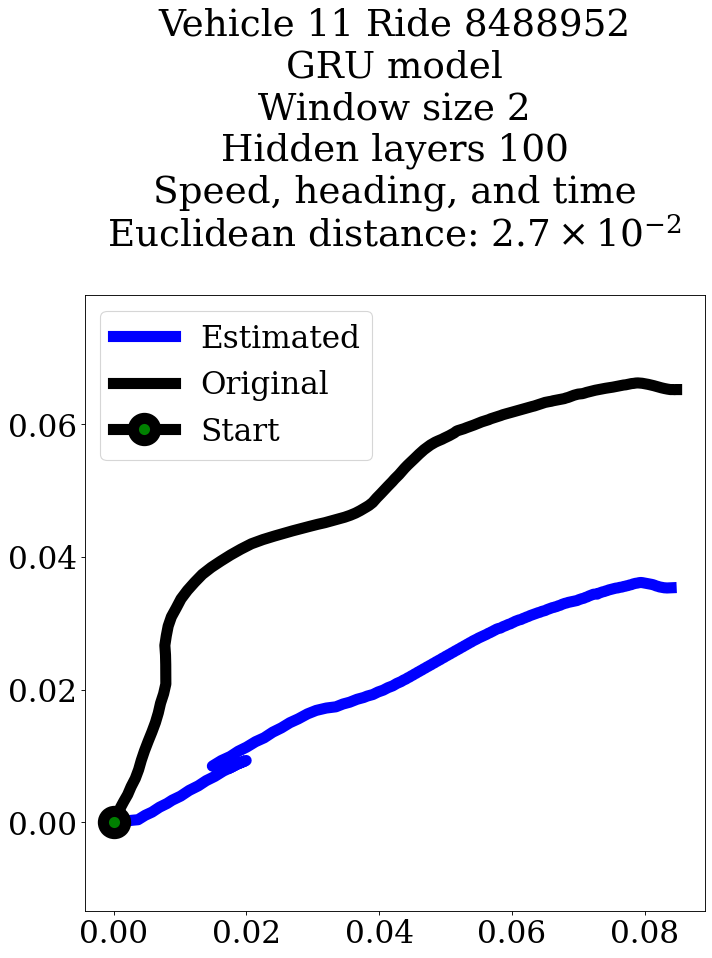 Vehicle 11 Ride 8488952
GRU model
Window size 2
Hidden layers 100
Speed, heading, and time
Euclidean distance: 2.7 × 10⁻²
Estimated
Original
Start
0.06
0.04
0.02
0.00
0.00 0.02 0.04 0.06 0.08